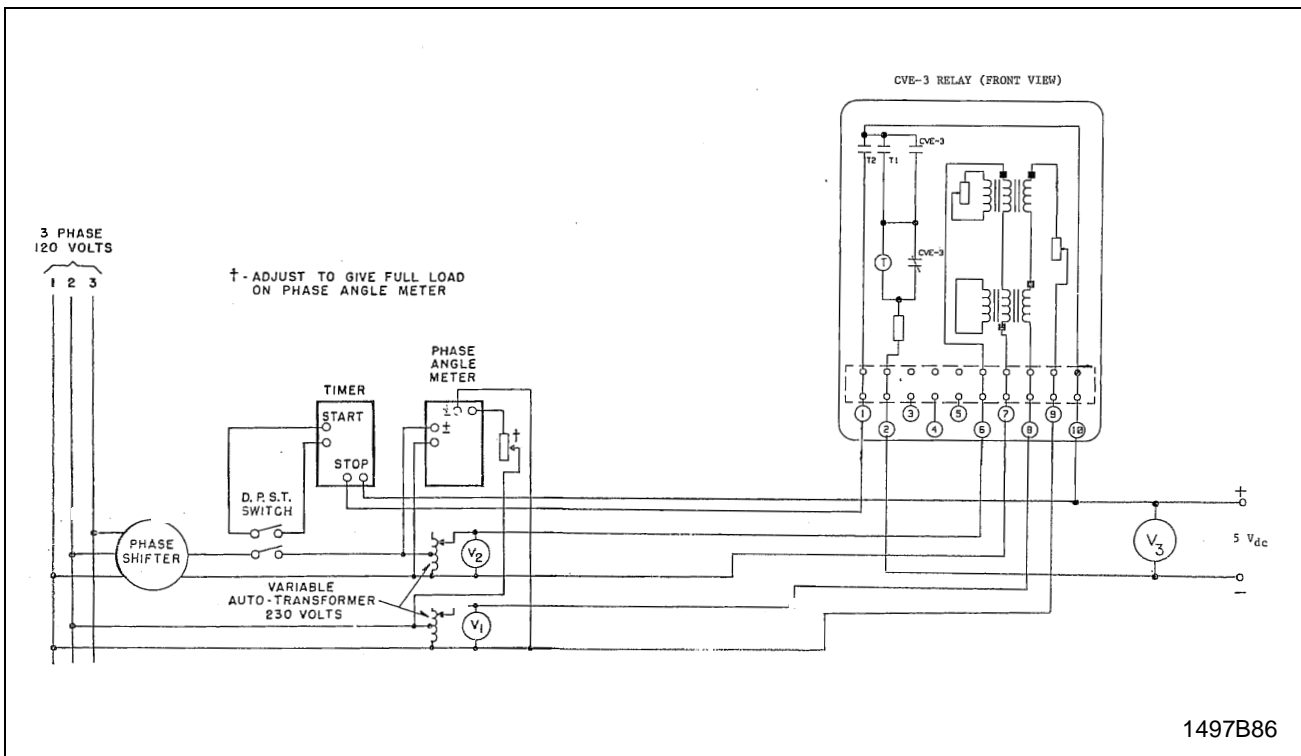 CVE-3 RELAY (FRONT VIEW)
CVE-3
T2 T1
CVE-3
T
3 PHASE
120 VOLTS
1 2 3
† - ADJUST TO GIVE FULL LOAD
ON PHASE ANGLE METER
PHASE
ANGLE
METER
TIMER
START
±
±
†
STOP
D.P.S.T.
SWITCH
PHASE
SHIFTER
VARIABLE
AUTO-TRANSFORMER
230 VOLTS
V2
V1
1 3 5 7 9
2 4 6 8 10
+
V3
5 Vdc
−
1497B86